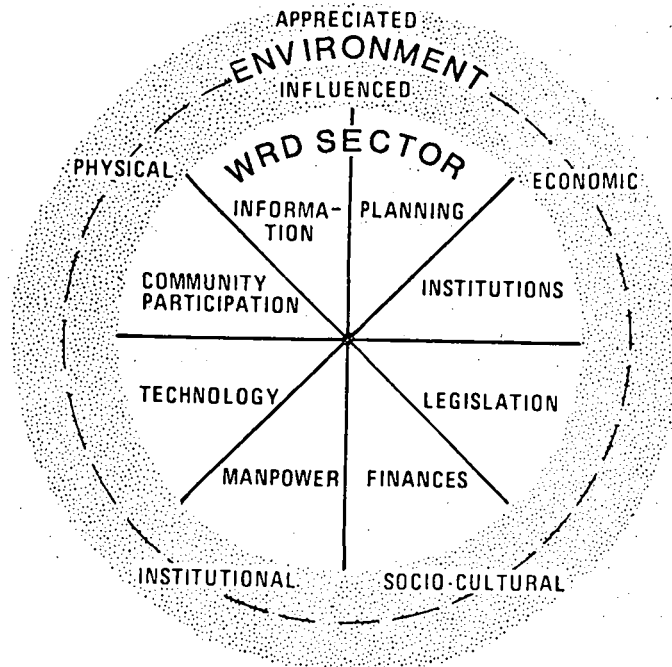 APPRECIATED
ENVIRONMENT
INFLUENCED
WRD SECTOR
PHYSICAL
ECONOMIC
INFORMA-
TION
PLANNING
COMMUNITY
PARTICIPATION
INSTITUTIONS
TECHNOLOGY
LEGISLATION
MANPOWER
FINANCES
INSTITUTIONAL
SOCIO-CULTURAL